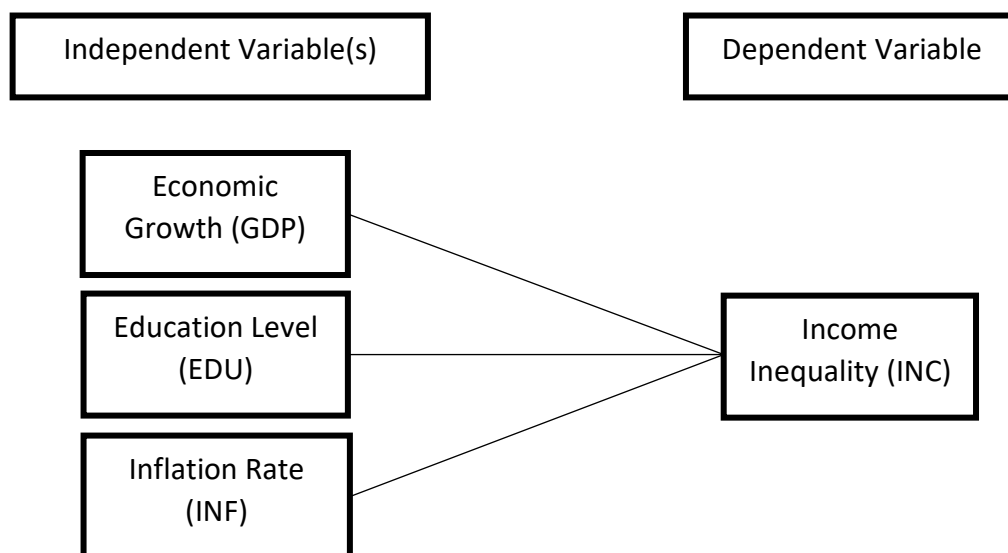 Independent Variable(s)
Dependent Variable
Economic
Growth (GDP)
Education Level
(EDU)
Income
Inequality (INC)
Inflation Rate
(INF)